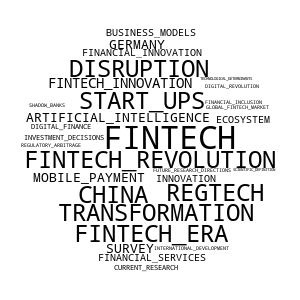 BUSINESS_MODELS
GERMANY
FINANCIAL_INNOVATION
DISRUPTION
TECHNOLOGICAL_DETERMINANTS
FINTECH_INNOVATION
DIGITAL_REVOLUTION
START_UPS
SHADOW_BANKS
FINANCIAL_INCLUSION
GLOBAL_FINTECH_MARKET
ARTIFICIAL_INTELLIGENCE
ECOSYSTEM
DIGITAL_FINANCE
FINTECH
INVESTMENT_DECISIONS
REGULATORY_ARBITRAGE
FINTECH_REVOLUTION
FUTURE_RESEARCH_DIRECTIONS
SCIENTIFIC_DEFINITION
MOBILE_PAYMENT
INNOVATION
CHINA
REGTECH
TRANSFORMATION
FINTECH_ERA
SURVEY
INTERNATIONAL_DEVELOPMENT
FINANCIAL_SERVICES
CURRENT_RESEARCH